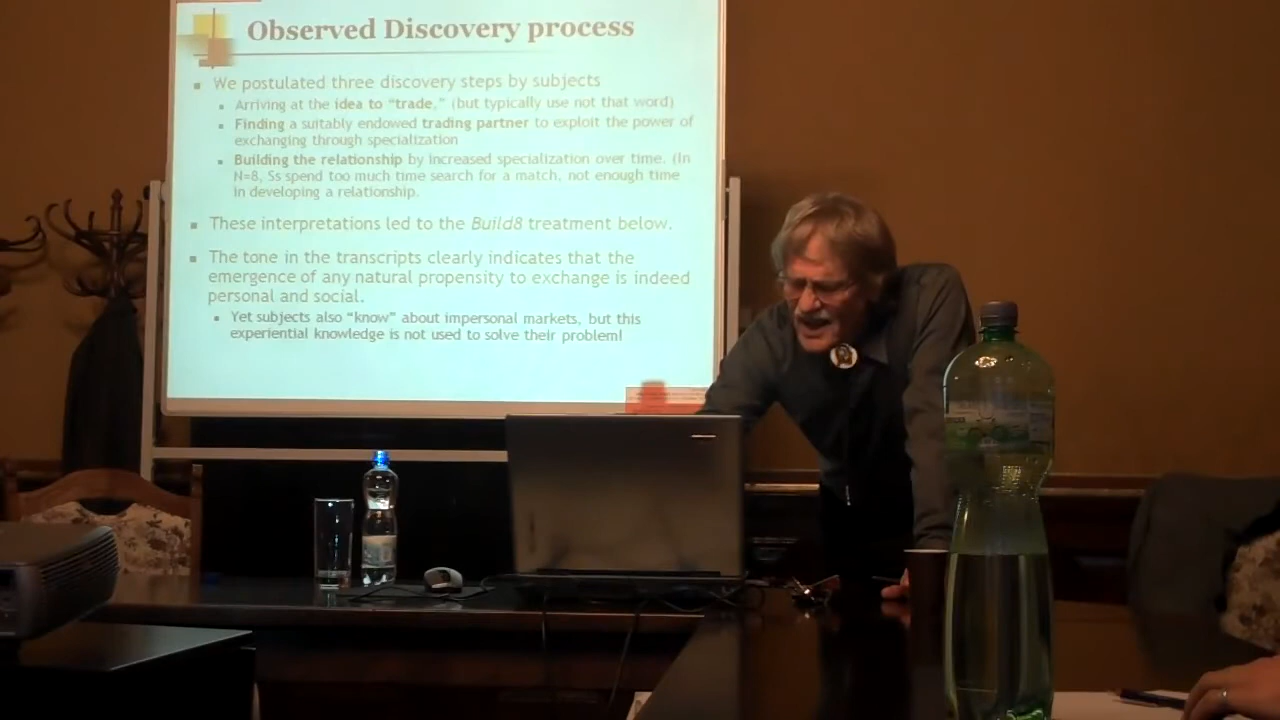 Observed Discovery process
We postulated three discovery steps by subjects
Arriving at the idea to "trade," (but typically use not that word)
Finding a suitably endowed trading partner to exploit the power of
exchanging through specialization
Building the relationship by increased specialization over time. (In
N=8, Ss spend too much time search for a match, not enough time
in developing a relationship.
These interpretations led to the Build8 treatment below.
The tone in the transcripts clearly indicates that the
emergence of any natural propensity to exchange is indeed
personal and social.
Yet subjects also "know" about impersonal markets, but this
experiential knowledge is not used to solve their problem!